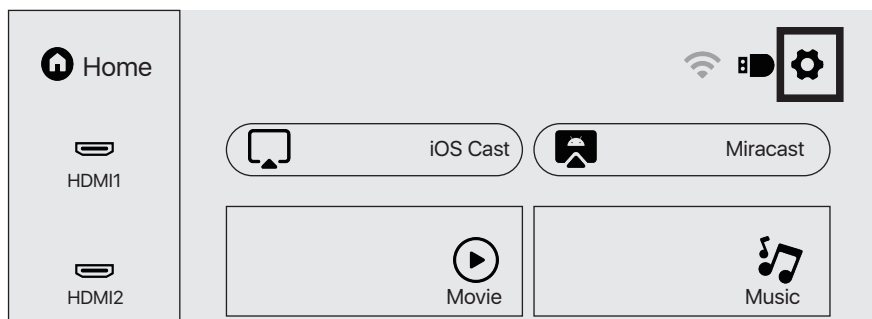 Home
HDMI1
HDMI2
iOS Cast
Miracast
Movie
Music